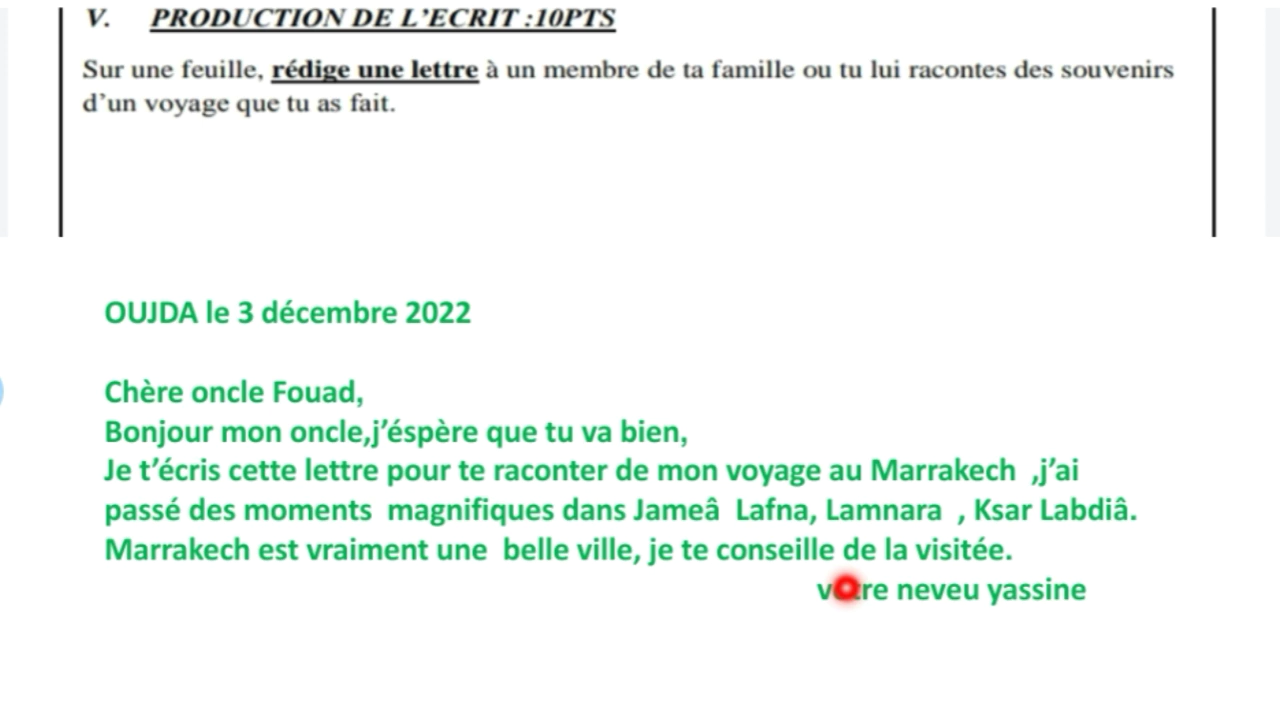 V. PRODUCTION DE L'ECRIT :10PTS
Sur une feuille, rédige une lettre à un membre de ta famille ou tu lui racontes des souvenirs
d'un voyage que tu as fait.
OUJDA le 3 décembre 2022
Chère oncle Fouad,
Bonjour mon oncle,j'éspère que tu va bien,
Je t'écris cette lettre pour te raconter de mon voyage au Marrakech ,j'ai
passé des moments magnifiques dans Jameâ Lafna, Lamnara , Ksar Labdiâ.
Marrakech est vraiment une belle ville, je te conseille de la visitée.
votre neveu yassine